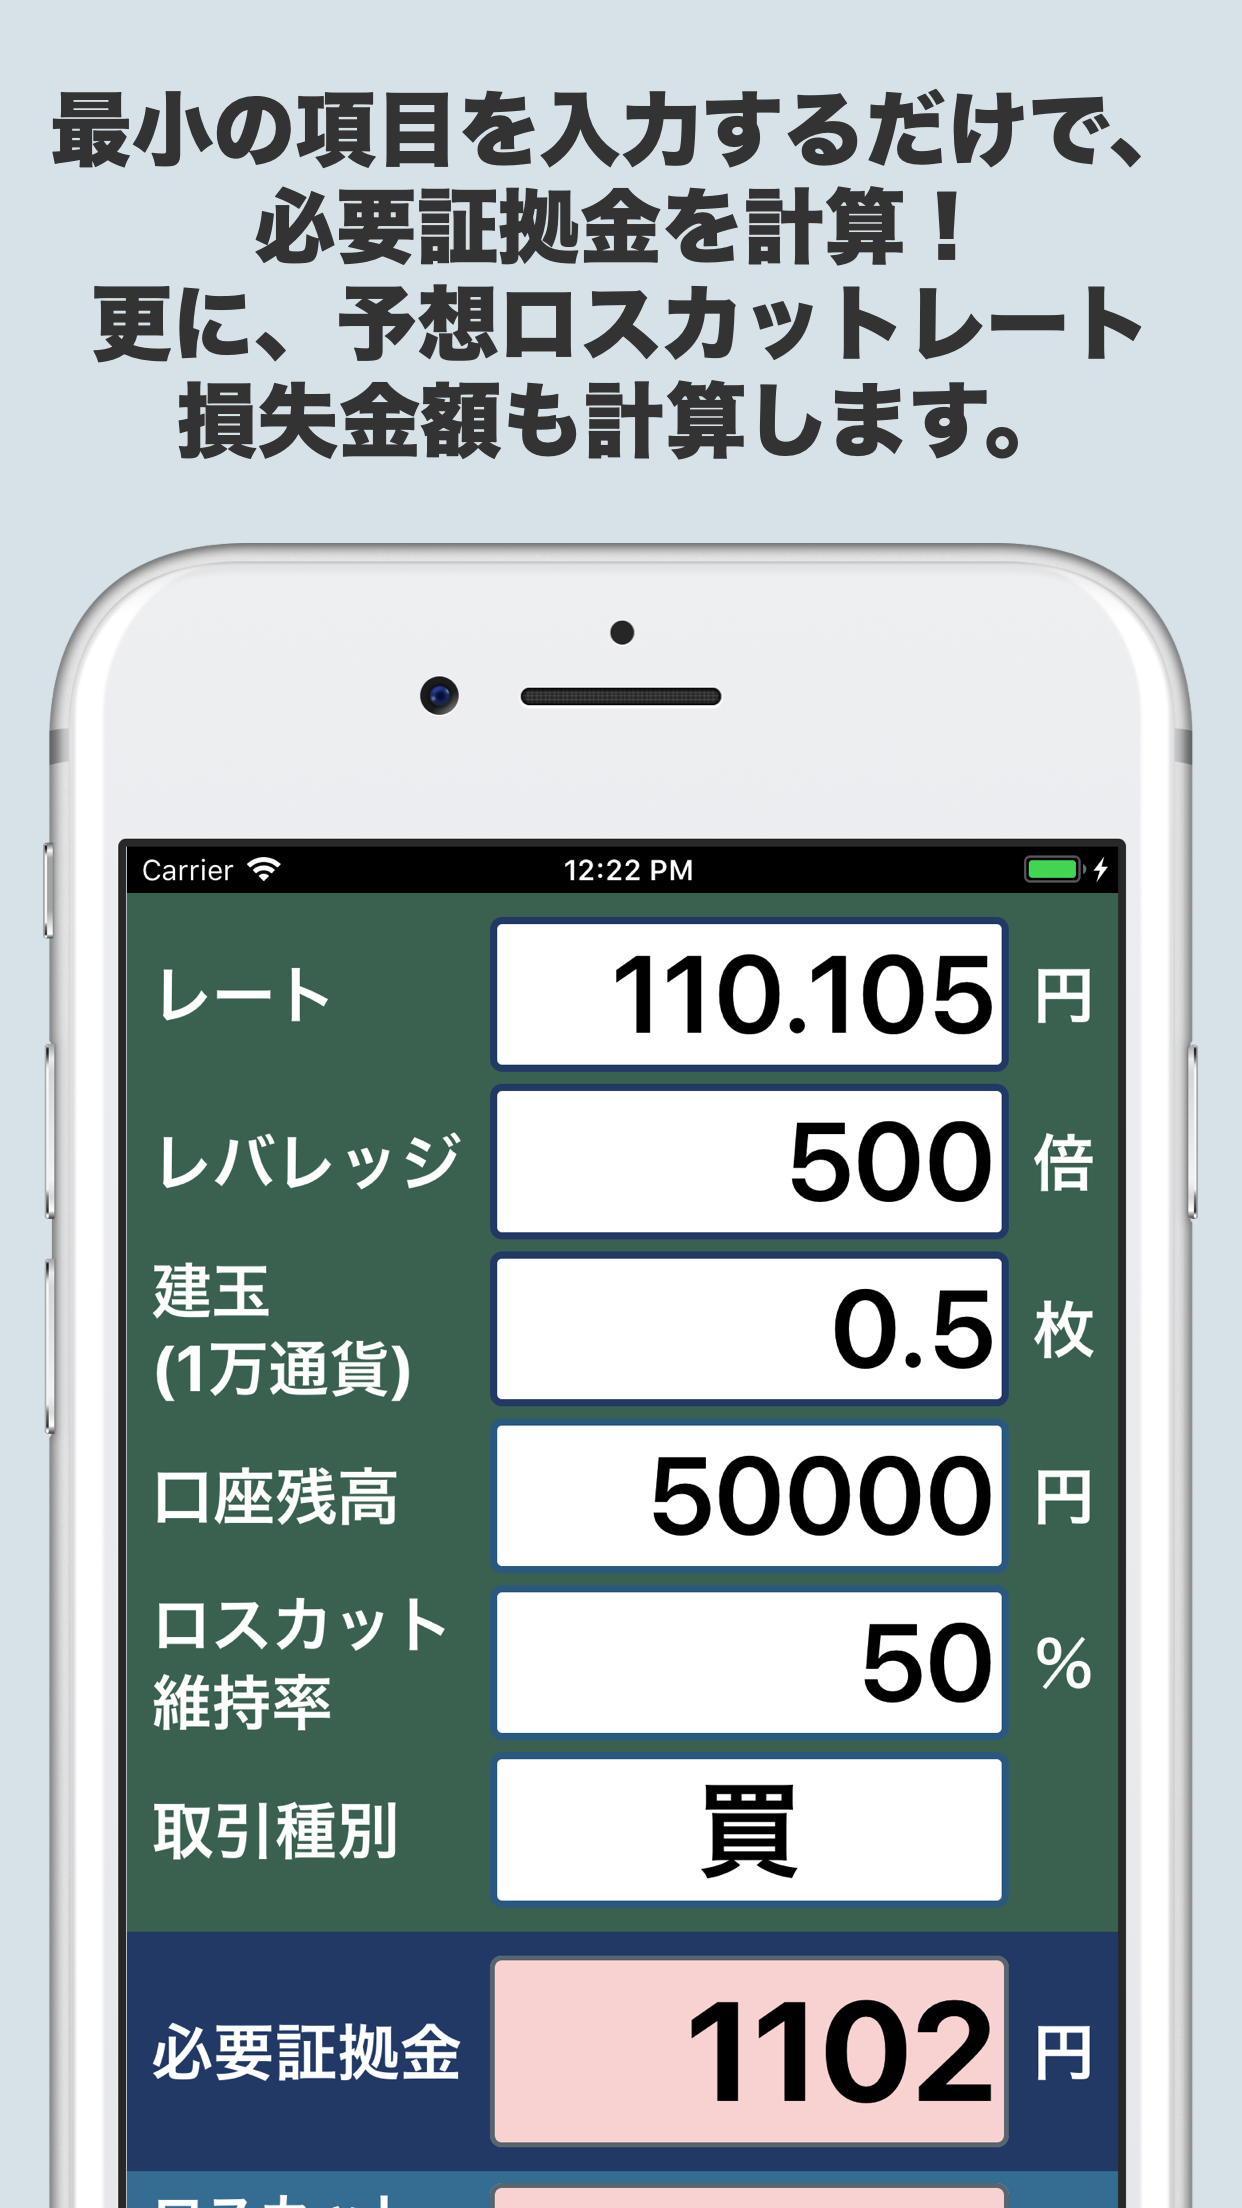 最小の項目を入力するだけで、
必要証拠金を計算！
更に、予想ロスカットレート
損失金額も計算します。
Carrier 12:22 PM
レート 110.105 円
レバレッジ 500 倍
建玉
(1万通貨) 0.5 枚
口座残高 50000 円
ロスカット
維持率 50 %
取引種別 買
必要証拠金 1102 円
ロスカット